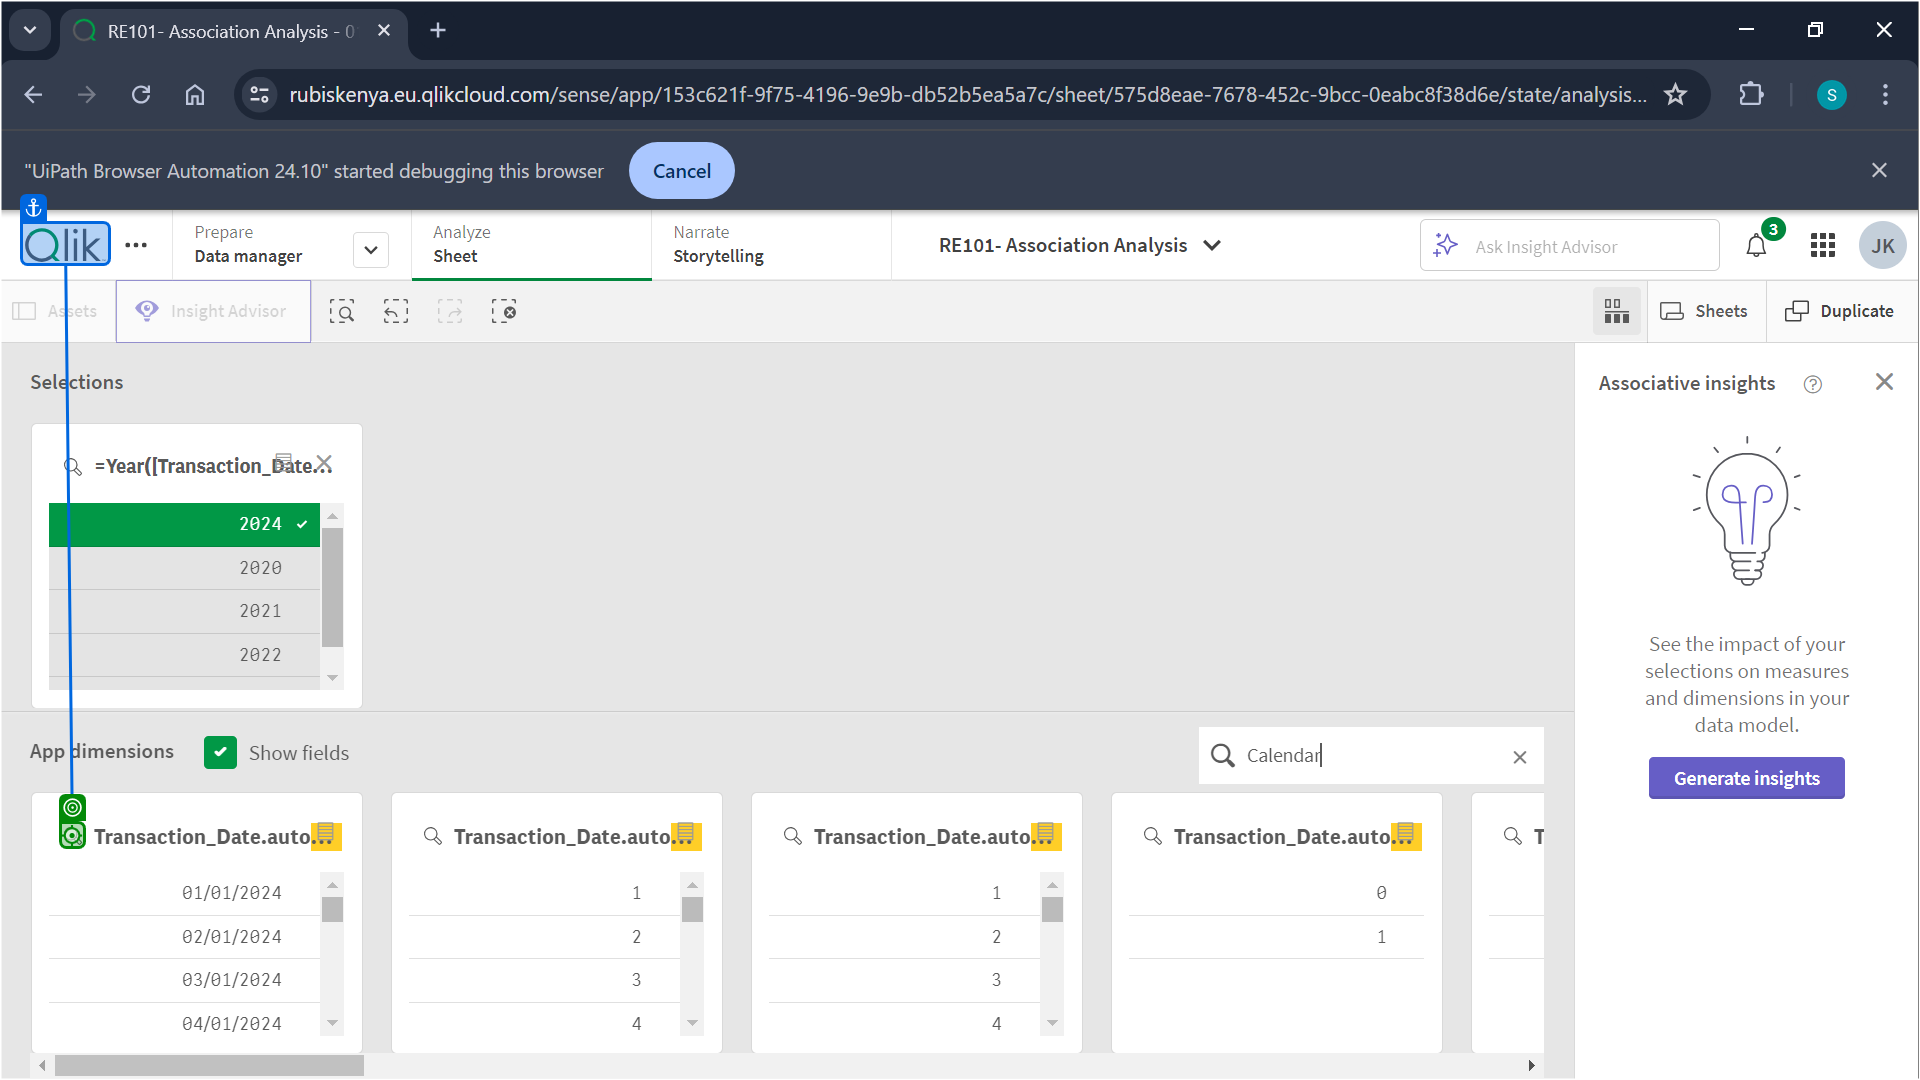 RE101- Association Analysis - 0
rubiskenya.eu.qlikcloud.com/sense/app/153c621f-9f75-4196-9e9b-db52b5ea5a7c/sheet/575d8eae-7678-452c-9bcc-0eabc8f38d6e/state/analysis...
S
"UiPath Browser Automation 24.10" started debugging this browser
Cancel
Qlik
Prepare
Data manager
Analyze
Sheet
Narrate
Storytelling
RE101- Association Analysis
Ask Insight Advisor
3
JK
Assets
Insight Advisor
Sheets
Duplicate
Selections
=Year([Transaction_Date...
2024
2020
2021
2022
App dimensions
Show fields
Calendar
Transaction_Date.auto...
01/01/2024
02/01/2024
03/01/2024
04/01/2024
Transaction_Date.auto...
1
2
3
4
Transaction_Date.auto...
1
2
3
4
Transaction_Date.auto...
0
1
T
Associative insights
See the impact of your
selections on measures
and dimensions in your
data model.
Generate insights